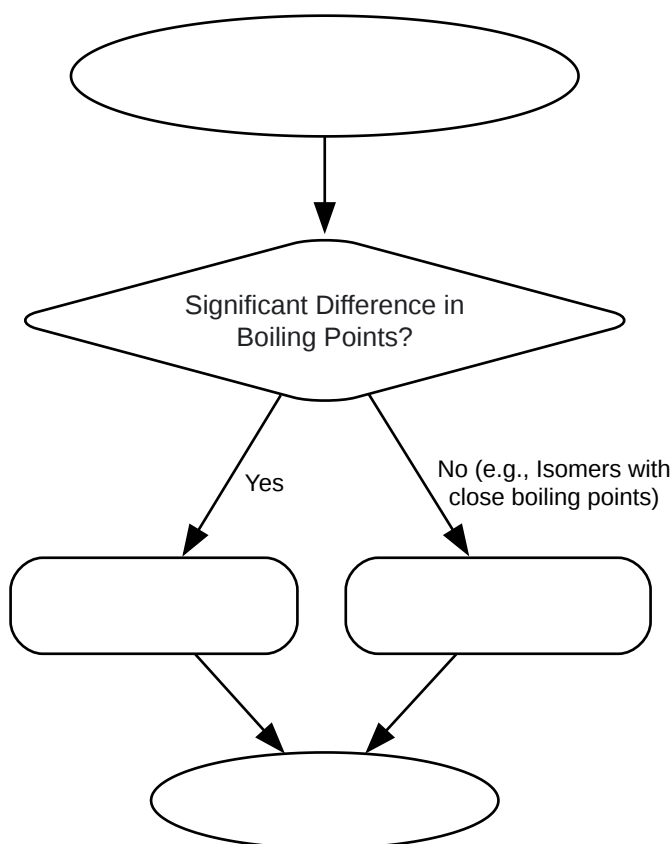 Significant Difference in
Boiling Points?
Yes
No (e.g., Isomers with
close boiling points)